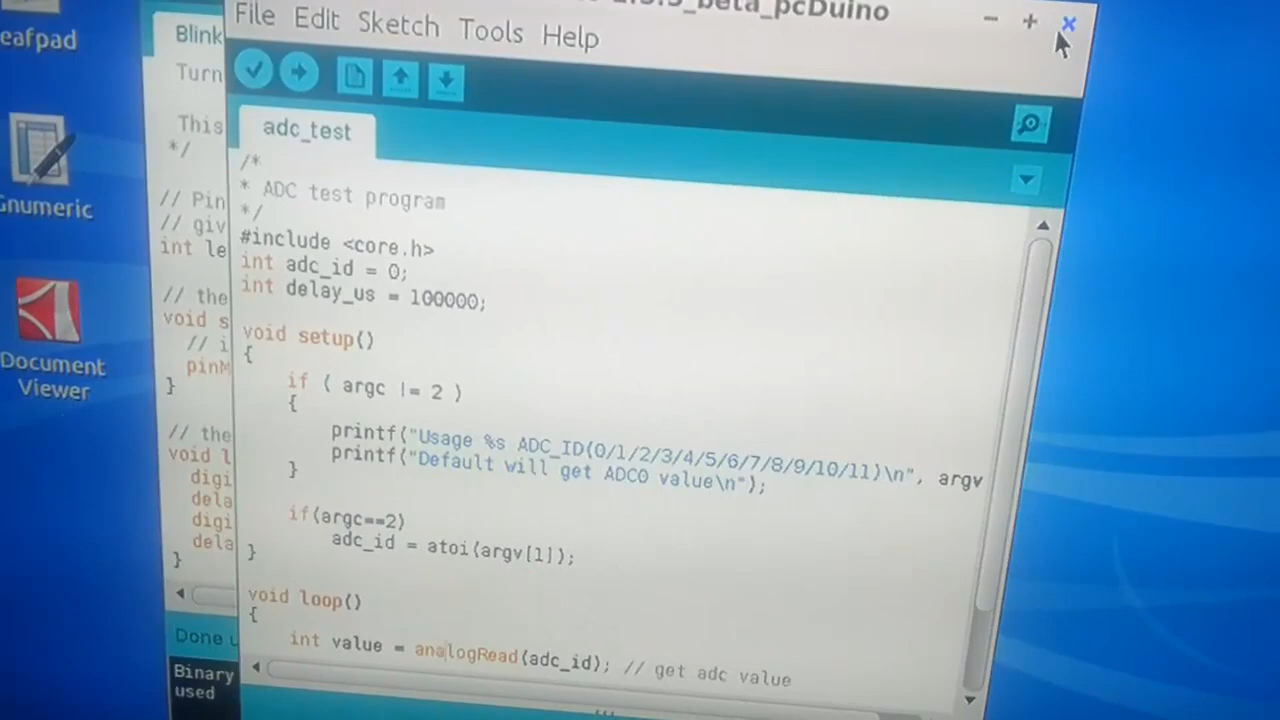 beta_pcDuino
File Edit Sketch Tools Help
adc_test
/*
* ADC test program
*/
#include <core.h>
int adc_id = 0;
int delay_us = 100000;
void setup()
{
if ( argc != 2 )
{
printf("Usage %s ADC_ID(0/1/2/3/4/5/6/7/8/9/10/11)\n", argv
printf("Default will get ADC0 value\n");
}
if(argc==2)
adc_id = atoi(argv[1]);
}
void loop()
{
int value = analogRead(adc_id); // get adc value
eafpad
Gnumeric
Document
Viewer
Blink
Turn
This
*/
// Pin
// giv
int le
// the
void s
// i
pinM
}
// the
void l
digi
dela
digi
dela
}
Done u
Binary
used